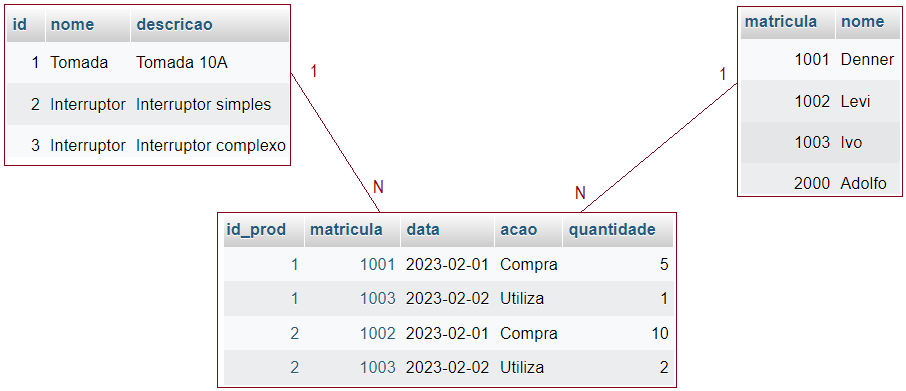 id nome descricao
1 Tomada Tomada 10A
2 Interruptor Interruptor simples
3 Interruptor Interruptor complexo
matricula nome
1001 Denner
1002 Levi
1003 Ivo
2000 Adolfo
1
1
N
N
id_prod matricula data acao quantidade
1 1001 2023-02-01 Compra 5
1 1003 2023-02-02 Utiliza 1
2 1002 2023-02-01 Compra 10
2 1003 2023-02-02 Utiliza 2